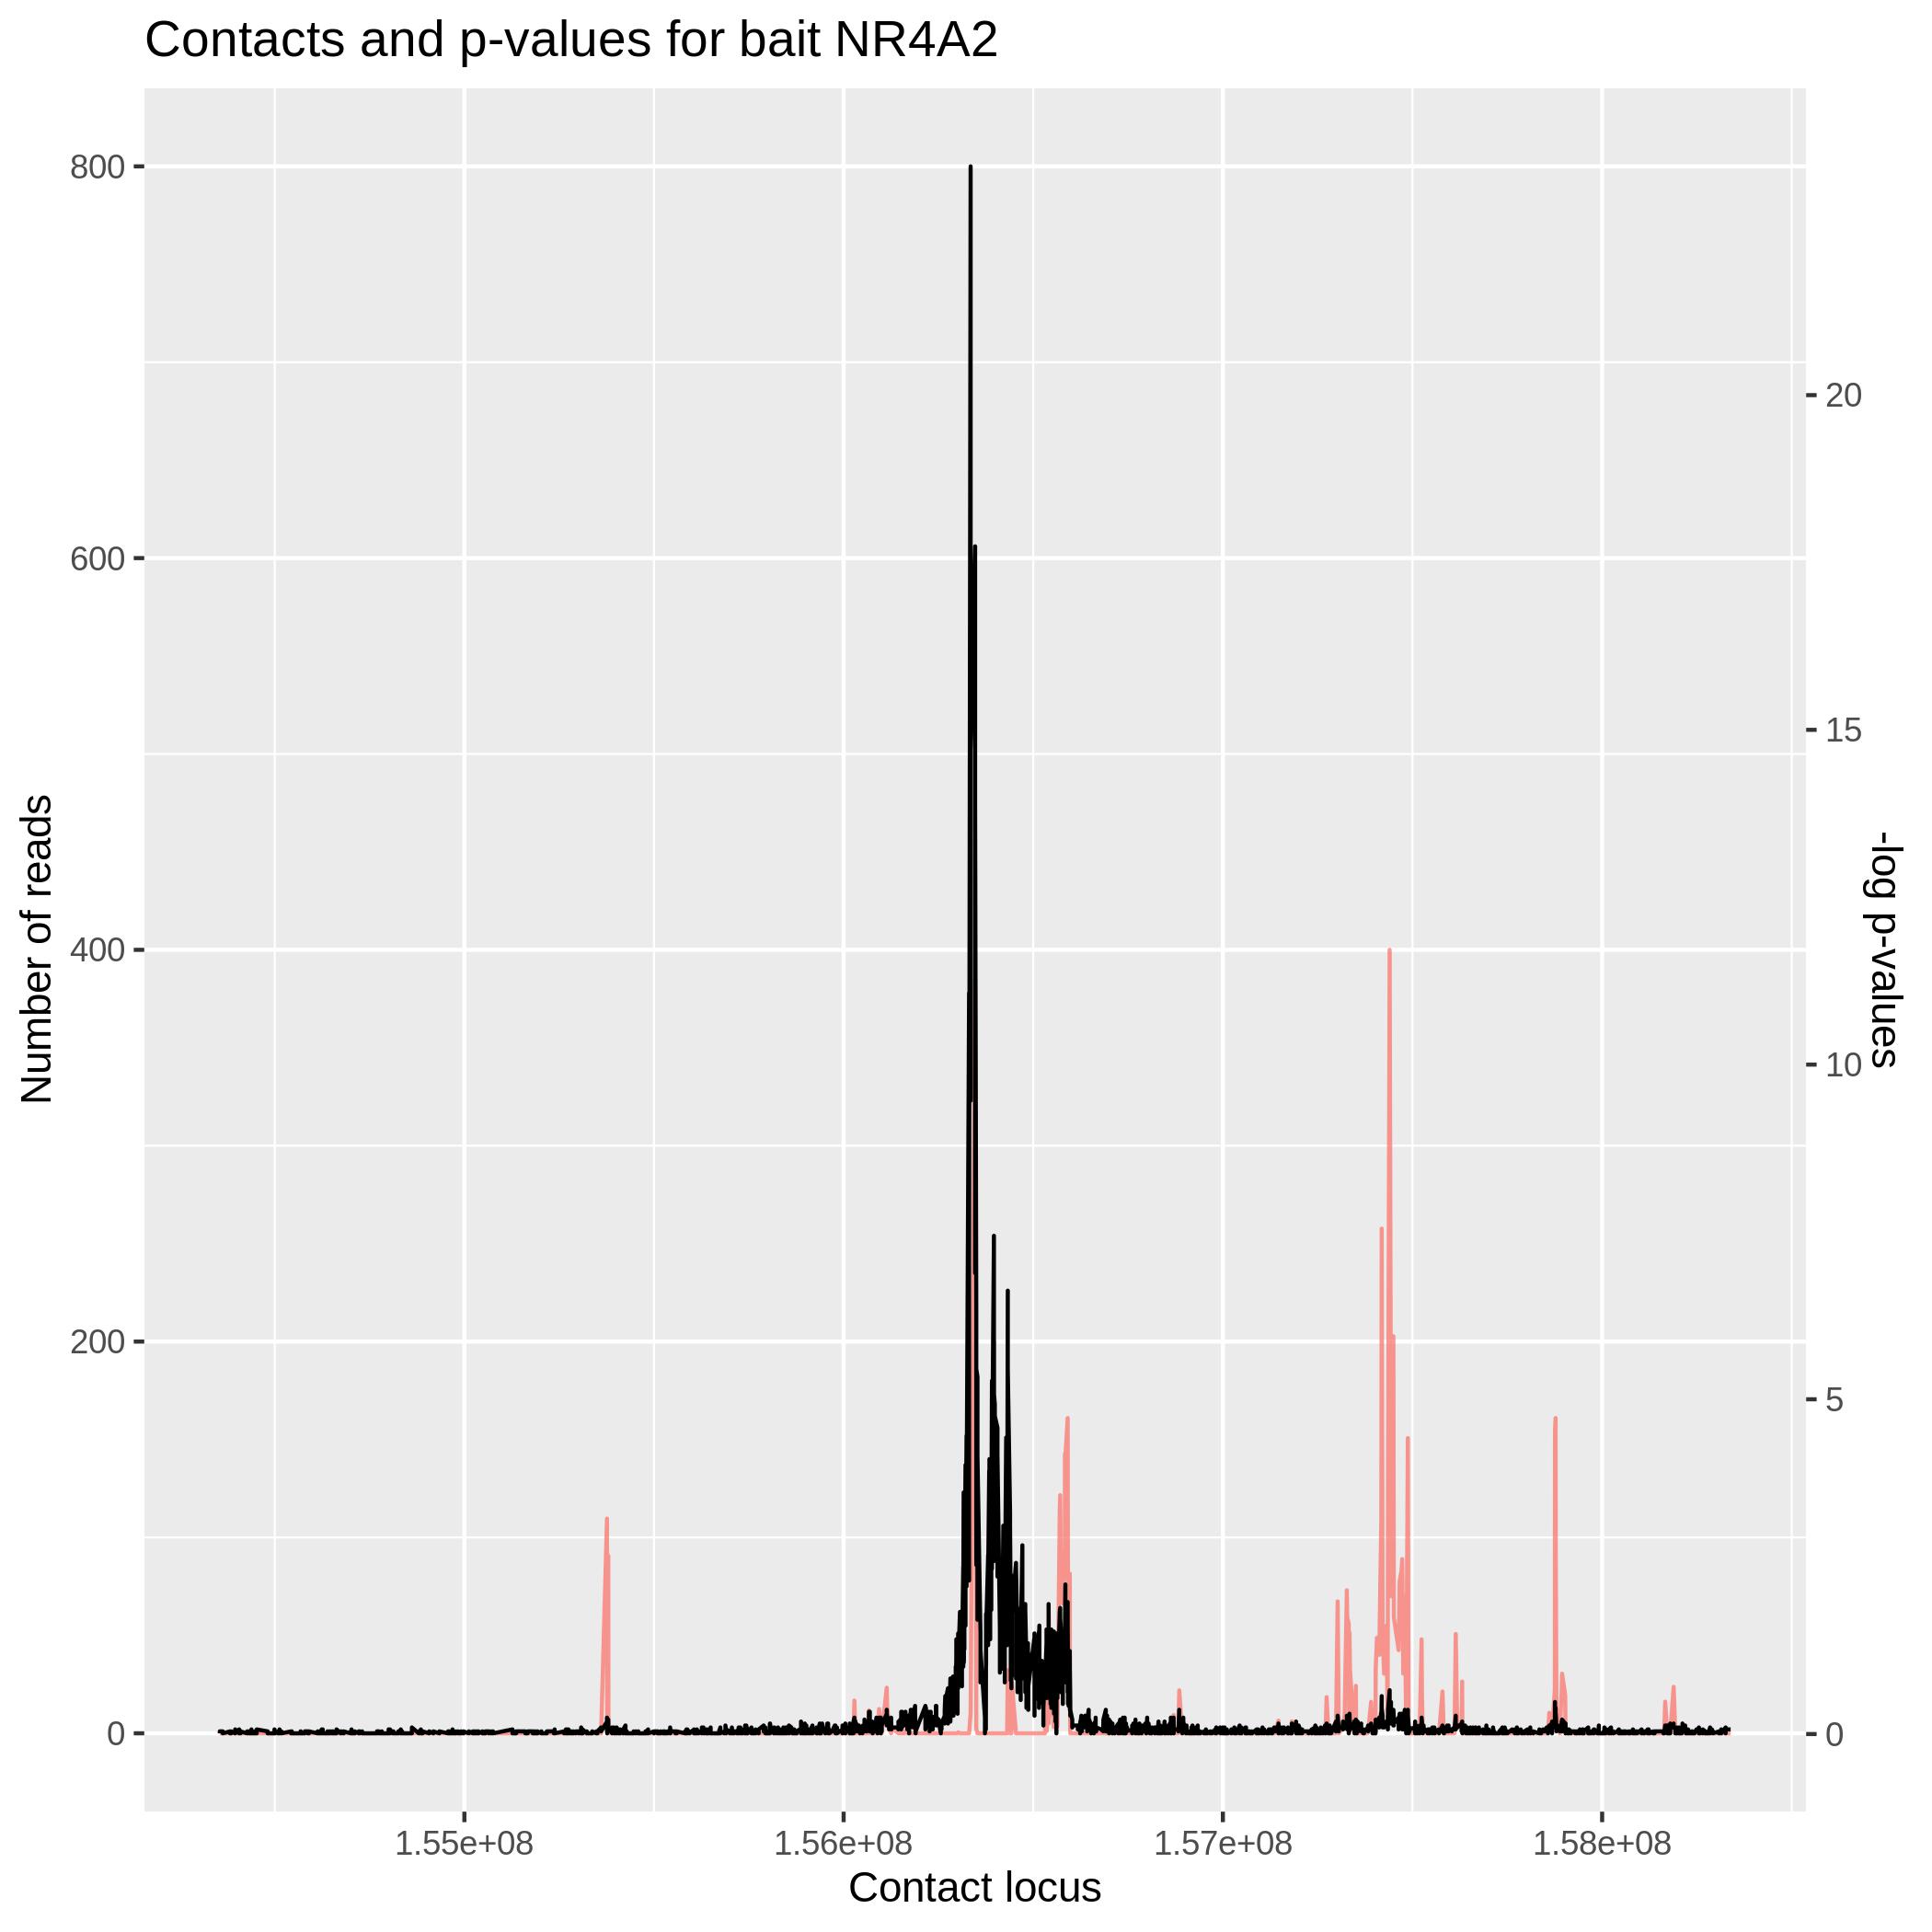 Contacts and p-values for bait NR4A2
800
600
400
200
0
Number of reads
20
15
10
5
0
-log p-values
1.55e+08
1.56e+08
1.57e+08
1.58e+08
Contact locus